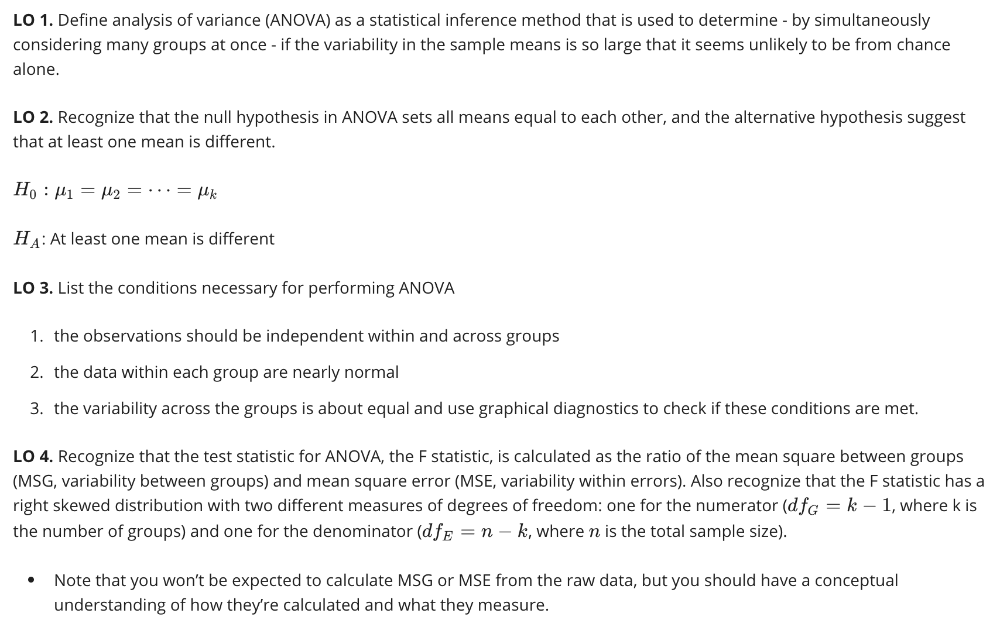 LO 1. Define analysis of variance (ANOVA) as a statistical inference method that is used to determine - by simultaneously
considering many groups at once - if the variability in the sample means is so large that it seems unlikely to be from chance
alone.
LO 2. Recognize that the null hypothesis in ANOVA sets all means equal to each other, and the alternative hypothesis suggest
that at least one mean is different.
H₀ : μ₁ = μ₂ = ⋯ = μₖ
H_A: At least one mean is different
LO 3. List the conditions necessary for performing ANOVA
1. the observations should be independent within and across groups
2. the data within each group are nearly normal
3. the variability across the groups is about equal and use graphical diagnostics to check if these conditions are met.
LO 4. Recognize that the test statistic for ANOVA, the F statistic, is calculated as the ratio of the mean square between groups
(MSG, variability between groups) and mean square error (MSE, variability within errors). Also recognize that the F statistic has a
right skewed distribution with two different measures of degrees of freedom: one for the numerator (df_G = k − 1, where k is
the number of groups) and one for the denominator (df_E = n − k, where n is the total sample size).
• Note that you won’t be expected to calculate MSG or MSE from the raw data, but you should have a conceptual
understanding of how they’re calculated and what they measure.